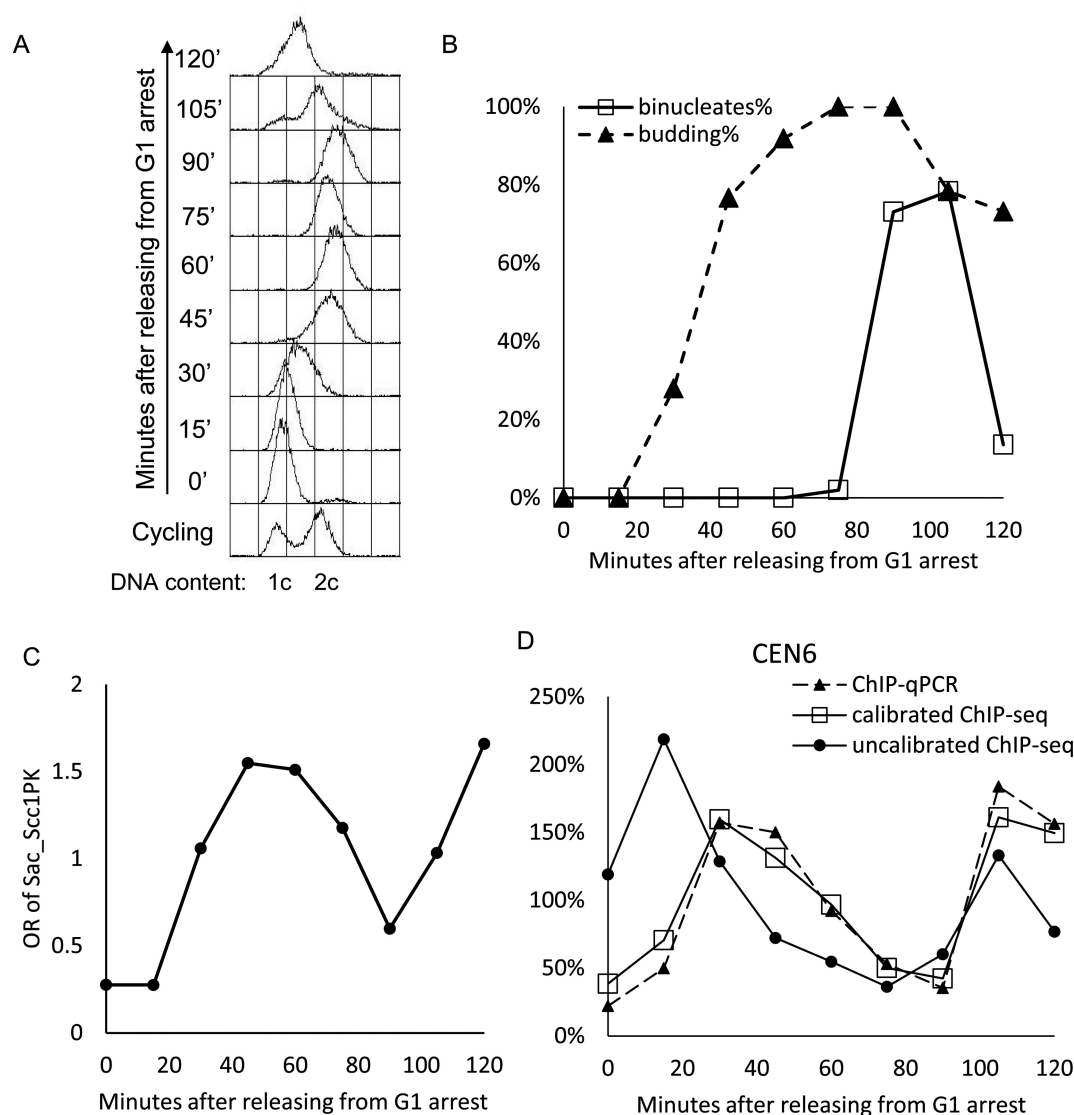 A
Minutes after releasing from G1 arrest
120’
105’
90’
75’
60’
45’
30’
15’
0’
Cycling
DNA content: 1c 2c
B
binucleates%
budding%
100%
80%
60%
40%
20%
0%
0 20 40 60 80 100 120
Minutes after releasing from G1 arrest
C
OR of Sac_Scc1PK
2
1.5
1
0.5
0
0 20 40 60 80 100 120
Minutes after releasing from G1 arrest
D
CEN6
ChIP-qPCR
calibrated ChIP-seq
uncalibrated ChIP-seq
250%
200%
150%
100%
50%
0%
0 20 40 60 80 100 120
Minutes after releasing from G1 arrest